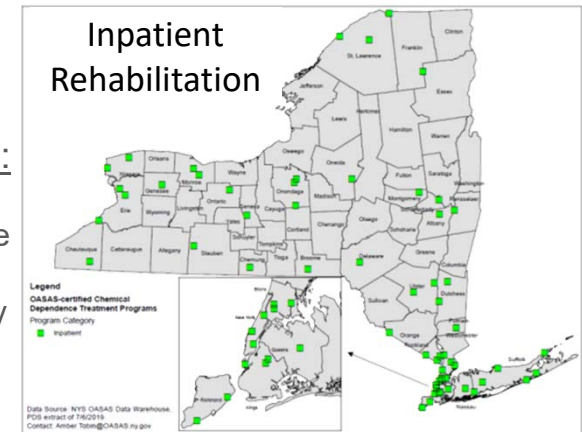 Inpatient
Rehabilitation
:
e
y
Clinton
Franklin
St. Lawrence
Essex
Jefferson
Lewis
Herkimer
Hamilton
Warren
Oswego
Oneida
Washington
Niagara
Orleans
Monroe
Wayne
Fulton
Saratoga
Genesee
Onondaga
Madison
Montgomery
Erie
Wyoming
Livingston
Ontario
Seneca
Cayuga
Schenectady
Rensselaer
Yates
Cortland
Chenango
Otsego
Schoharie
Albany
Chautauqua
Cattaraugus
Allegany
Steuben
Schuyler
Tompkins
Chemung
Tioga
Broome
Delaware
Greene
Columbia
Ulster
Dutchess
Sullivan
Orange
Putnam
Westchester
Rockland
Suffolk
Nassau
Legend
OASAS-certified Chemical
Dependence Treatment Programs
Program Category
Inpatient
Bronx
New York
Queens
Kings
Richmond
Data Source: NYS OASAS Data Warehouse.
PDS extract of 7/6/2019
Contact: Amber.Tobin@OASAS.ny.gov